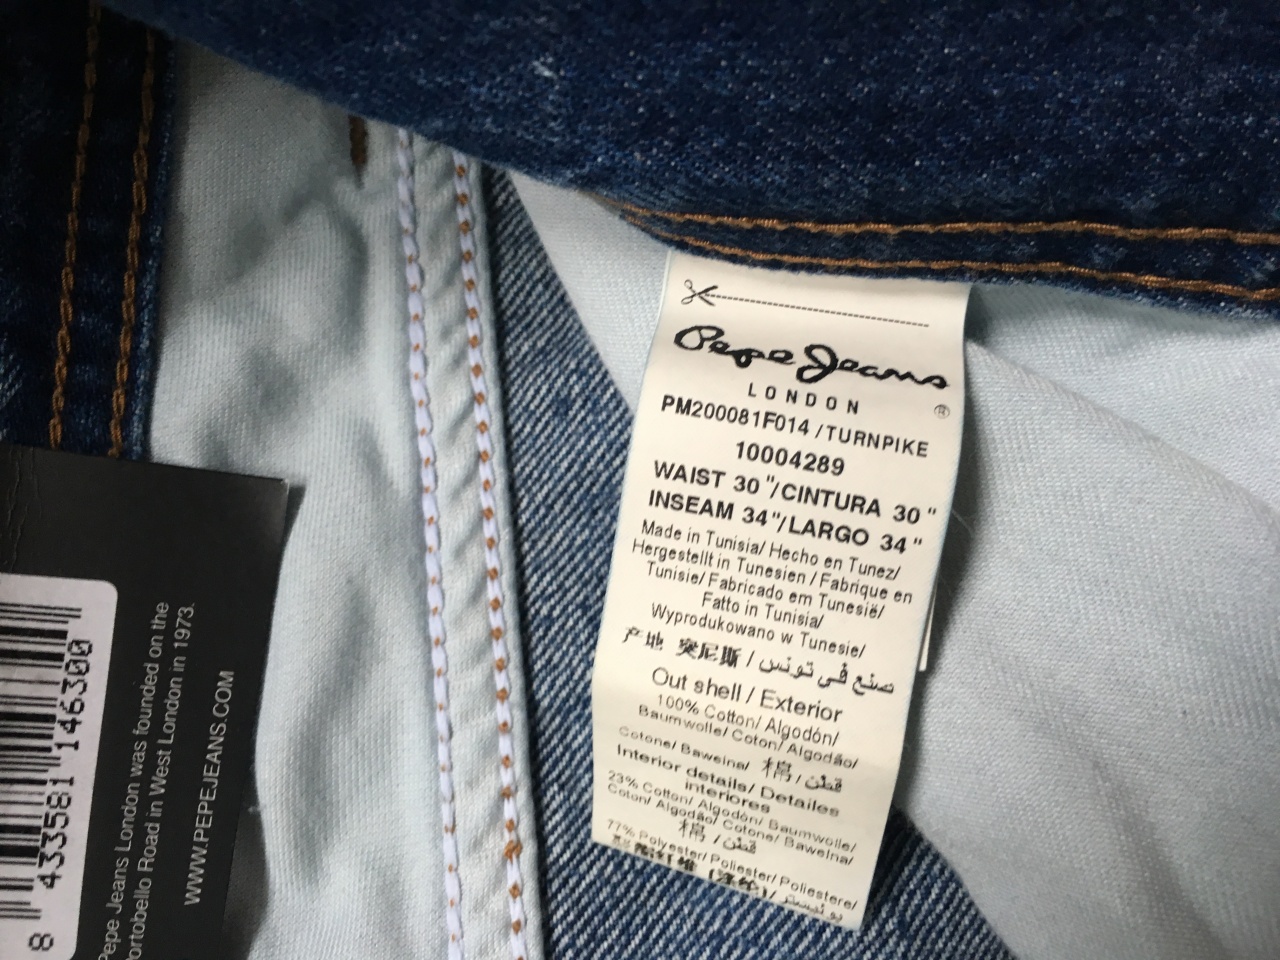 Pepe Jeans
LONDON
®
PM200081F014 /TURNPIKE
10004289
WAIST 30 "/CINTURA 30 "
INSEAM 34"/LARGO 34 "
Made in Tunisia/ Hecho en Tunez/
Hergestellt in Tunesien / Fabrique en
Tunisie/ Fabricado em Tunesië/
Fatto in Tunisia/
Wyprodukowano w Tunesie/
产地 突尼斯 / صنع في تونس
Out shell / Exterior
100% Cotton/ Algodón/
Baumwolle/ Coton/ Algodão/
Cotone/ Bawelna/ 棉/ قطن
Interior details/ Detailes
interiores
23% Cotton/ Algodón/ Baumwolle/
Coton/ Algodão/ Cotone/ Bawelna/
棉 / قطن
77% Polyester/ Poliester/ Poliestere/
8 433581 146300
Pepe Jeans London was founded on the
Portobello Road in West London in 1973.
WWW.PEPEJEANS.COM